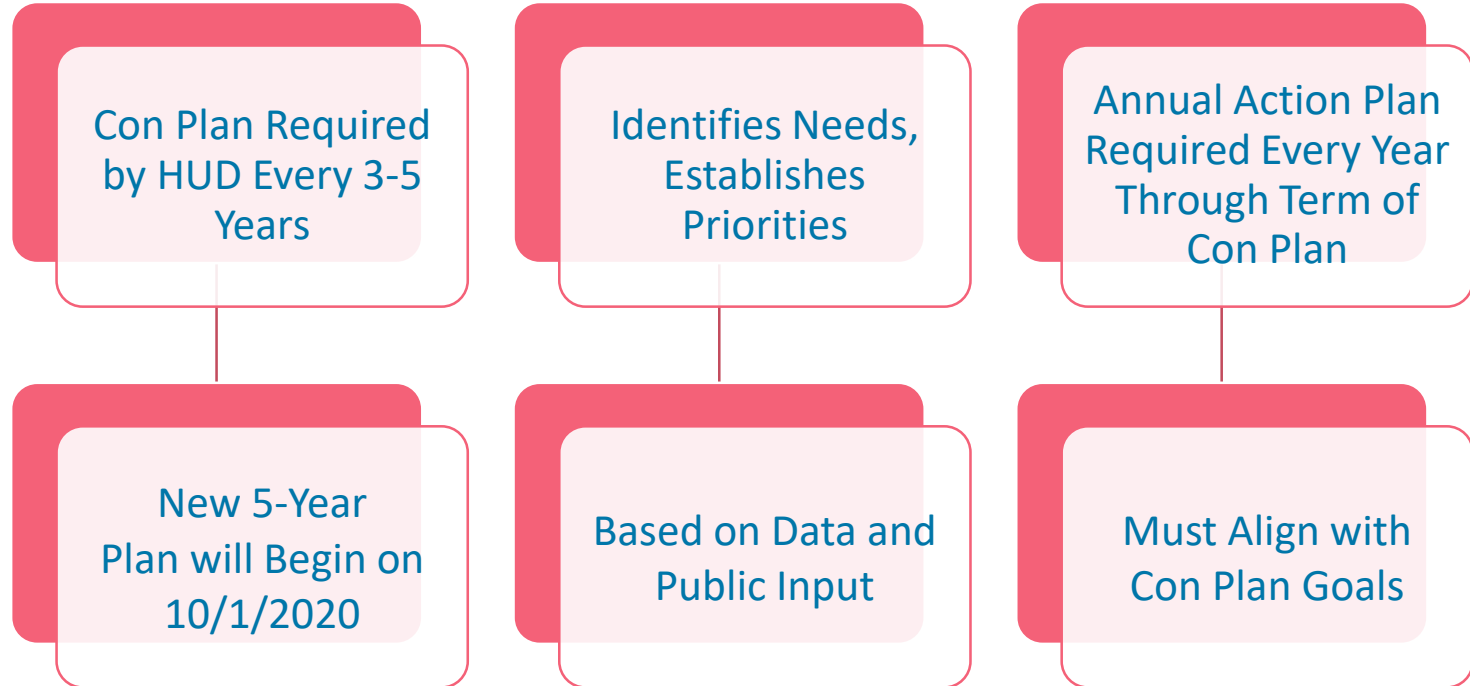 Con Plan Required
by HUD Every 3-5
Years
Identifies Needs,
Establishes
Priorities
Annual Action Plan
Required Every Year
Through Term of
Con Plan
New 5-Year
Plan will Begin on
10/1/2020
Based on Data and
Public Input
Must Align with
Con Plan Goals